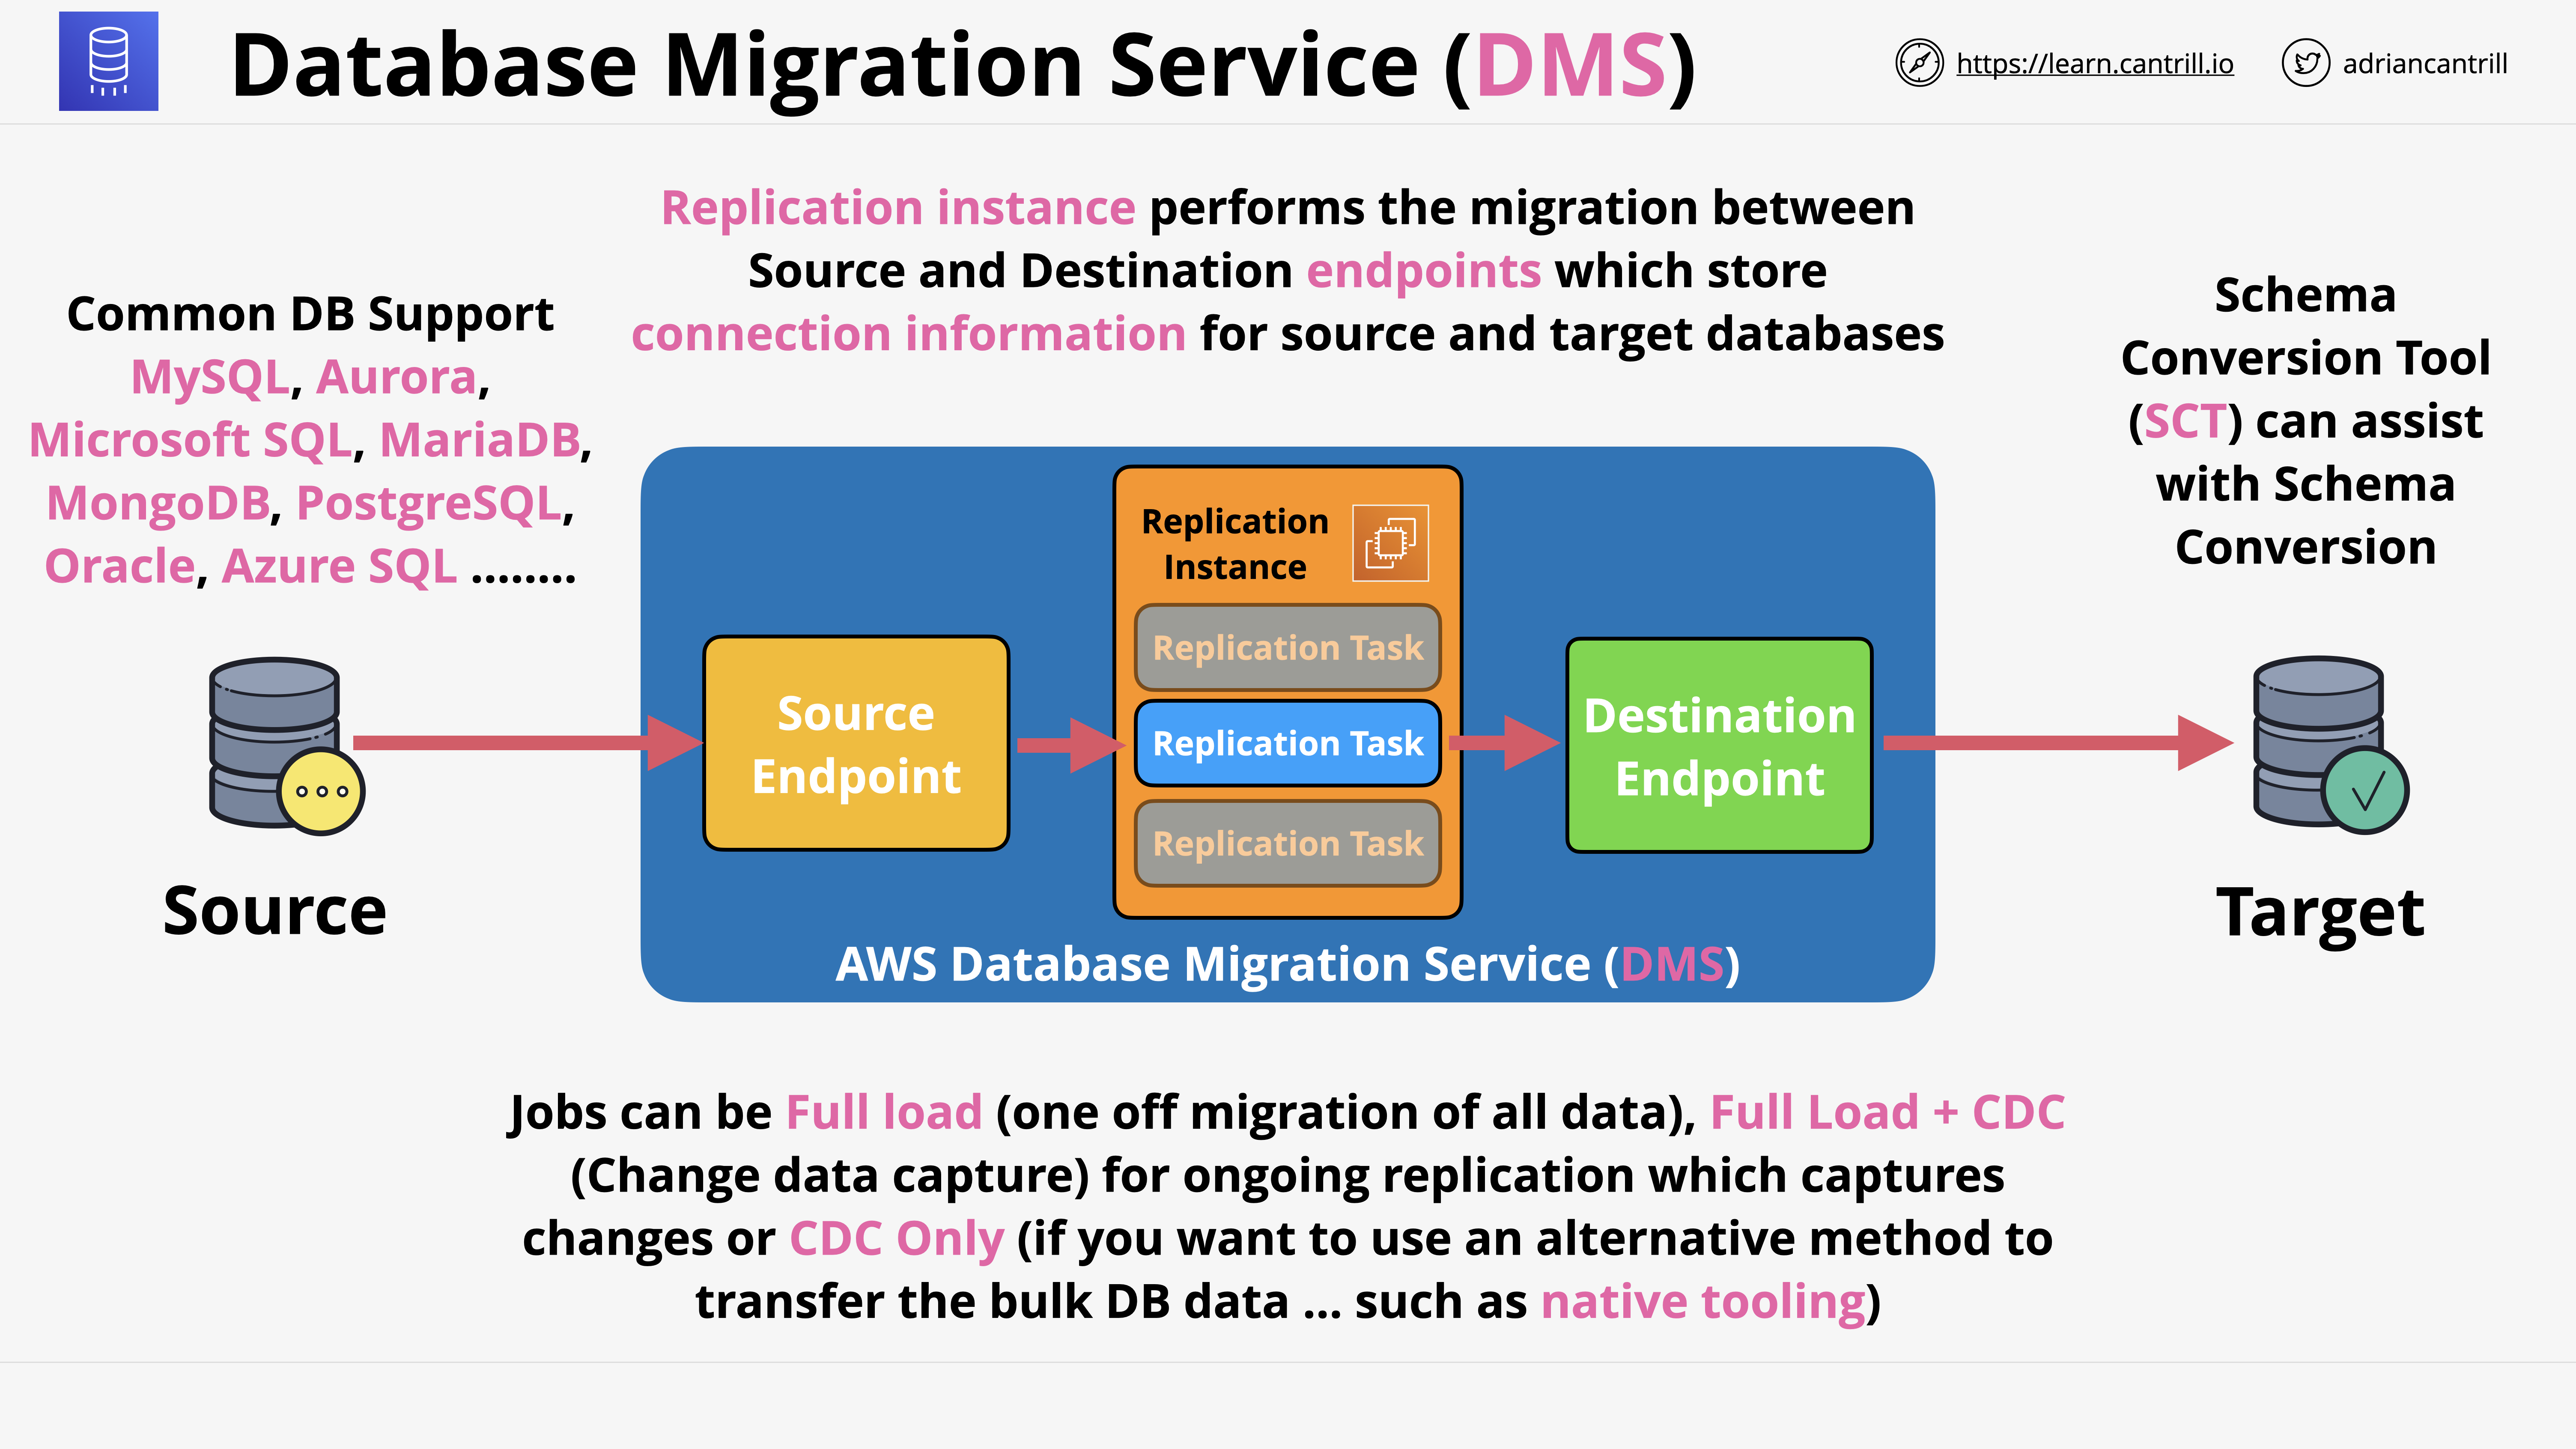 Database Migration Service (DMS)
https://learn.cantrill.io
adriancantrill
Replication instance performs the migration between
Source and Destination endpoints which store
connection information for source and target databases
Common DB Support
MySQL, Aurora,
Microsoft SQL, MariaDB,
MongoDB, PostgreSQL,
Oracle, Azure SQL ........
Schema
Conversion Tool
(SCT) can assist
with Schema
Conversion
Source
Source
Endpoint
Replication
Instance
Replication Task
Replication Task
Replication Task
Destination
Endpoint
Target
AWS Database Migration Service (DMS)
Jobs can be Full load (one off migration of all data), Full Load + CDC
(Change data capture) for ongoing replication which captures
changes or CDC Only (if you want to use an alternative method to
transfer the bulk DB data ... such as native tooling)